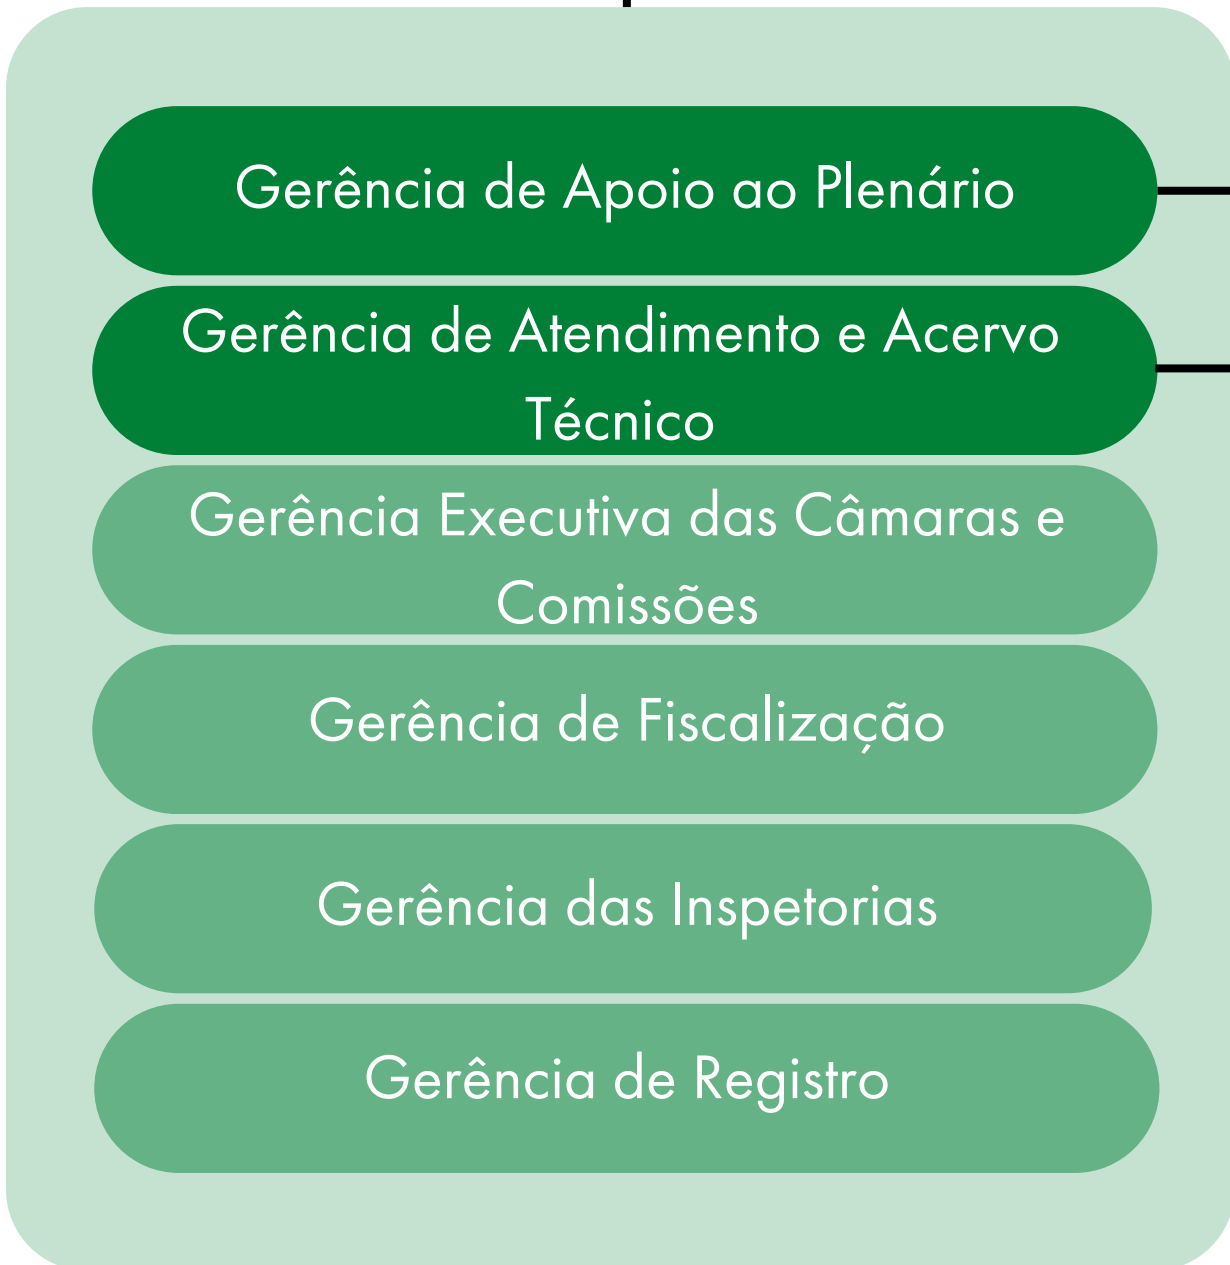 Gerência de Apoio ao Plenário
Gerência de Atendimento e Acervo
Técnico
Gerência Executiva das Câmaras e
Comissões
Gerência de Fiscalização
Gerência das Inspetorias
Gerência de Registro